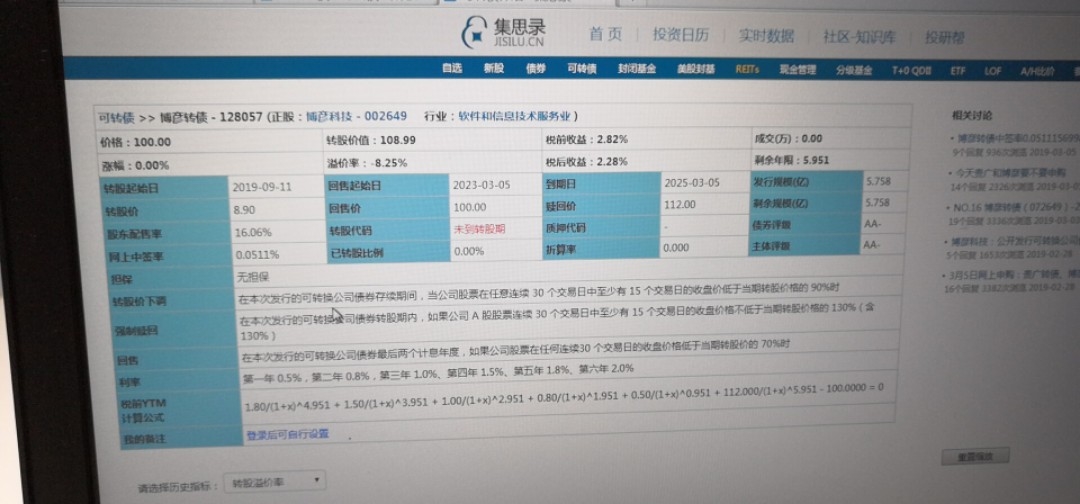 集思录
JISILU.CN
首页 投资日历 实时数据 社区-知识库 投研帮
自选 新股 债券 可转债 封闭基金 美股封基 REITs 现金管理 分级基金 T+0 QDII ETF LOF A/H比价
可转债 >> 博彦转债 - 128057 (正股：博彦科技 - 002649 行业：软件和信息技术服务业)
价格：100.00 转股价值：108.99 税前收益：2.82% 成交(万)：0.00
涨幅：0.00% 溢价率：-8.25% 税后收益：2.28% 剩余年限：5.951
转股起始日 2019-09-11 回售起始日 2023-03-05 到期日 2025-03-05 发行规模(亿) 5.758
转股价 8.90 回售价 100.00 赎回价 112.00 剩余规模(亿) 5.758
股东配售率 16.06% 转股代码 未到转股期 质押代码 - 债券评级 AA-
网上中签率 0.0511% 已转股比例 0.00% 折算率 0.000 主体评级 AA-
担保 无担保
转股价下调 在本次发行的可转换公司债券存续期间，当公司股票在任意连续 30 个交易日中至少有 15 个交易日的收盘价低于当期转股价格的 90%时
强制赎回 在本次发行的可转换公司债券转股期内，如果公司 A 股股票连续 30 个交易日中至少有 15 个交易日的收盘价格不低于当期转股价格的 130%（含
130%）
回售 在本次发行的可转换公司债券最后两个计息年度，如果公司股票在任何连续30 个交易日的收盘价格低于当期转股价的 70%时
利率 第一年 0.5%，第二年 0.8%，第三年 1.0%、第四年 1.5%、第五年 1.8%、第六年 2.0%
税前YTM
计算公式 1.80/(1+x)^4.951 + 1.50/(1+x)^3.951 + 1.00/(1+x)^2.951 + 0.80/(1+x)^1.951 + 0.50/(1+x)^0.951 + 112.000/(1+x)^5.951 - 100.0000 = 0
我的备注 登录后可自行设置
请选择历史指标： 转股溢价率
相关讨论
博彦转债中签率0.051115699
9个回复 936次浏览 2019-03-05
今天贵广和博彦要不要申购
14个回复 2326次浏览 2019-03-0
NO.16 博彦转债（072649）
19个回复 3336次浏览
博彦科技：公开发行可转换公司
5个回复 1653次浏览 2019-02-28
3月5日网上申购：贵广转债、博
16个回复 3382次浏览 2019-02-28
重置缩放